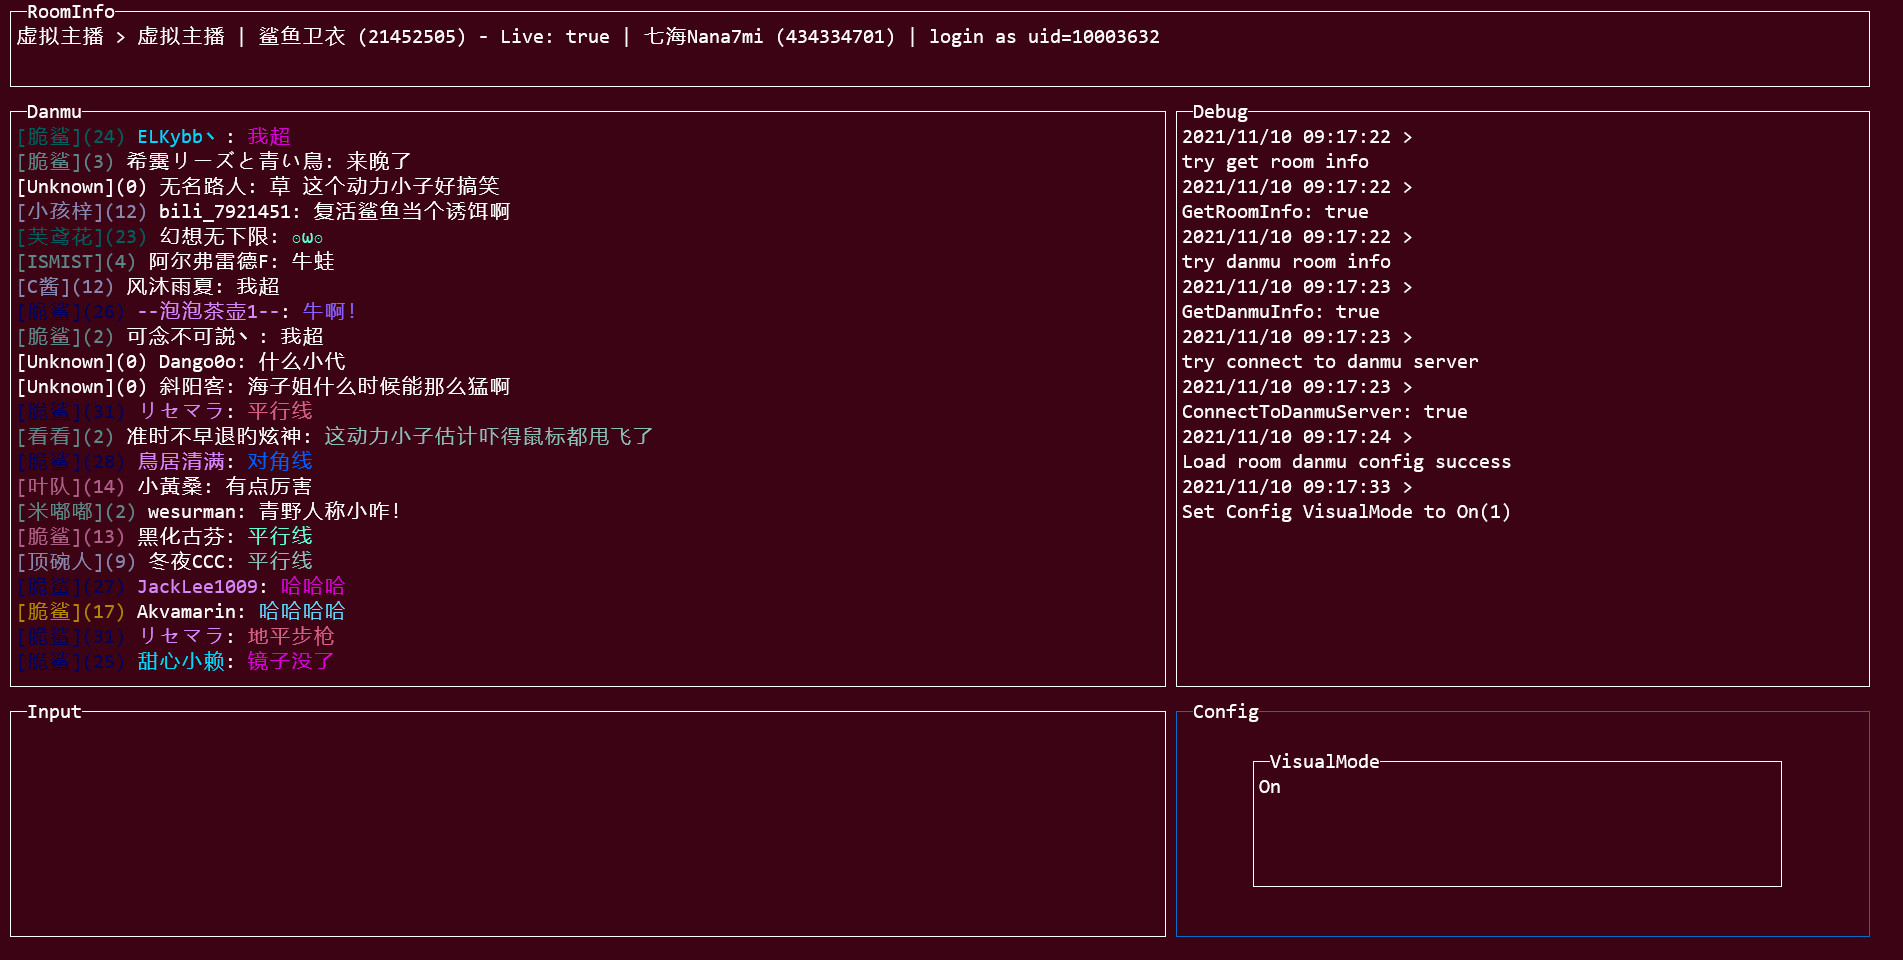 RoomInfo
虚拟主播 > 虚拟主播 | 鲨鱼卫衣 (21452505) - Live: true | 七海Nana7mi (434334701) | login as uid=10003632
Danmu
[脆鲨](24) ELKybb丶: 我超
[脆鲨](3) 希露リーズと青い鳥: 来晚了
[Unknown](0) 无名路人: 草 这个动力小子好搞笑
[小孩梓](12) bili_7921451: 复活鲨鱼当个诱饵啊
[芙鸢花](23) 幻想无下限: ⊙ω⊙
[ISMIST](4) 阿尔弗雷德F: 牛蛙
[C酱](12) 风沐雨夏: 我超
[脆鲨](26) --泡泡茶壶1--: 牛啊!
[脆鲨](2) 可念不可説丶: 我超
[Unknown](0) Dango0o: 什么小代
[Unknown](0) 斜阳客: 海子姐什么时候能那么猛啊
[脆鲨](31) リセマラ: 平行线
[看看](2) 准时不早退旳炫神: 这动力小子估计吓得鼠标都甩飞了
[脆鲨](28) 鳥居清满: 对角线
[叶队](14) 小黃桑: 有点厉害
[米嘟嘟](2) wesurman: 青野人称小咋!
[脆鲨](13) 黑化古芬: 平行线
[顶碗人](9) 冬夜CCC: 平行线
[脆鲨](27) JackLee1009: 哈哈哈
[脆鲨](17) Akvamarin: 哈哈哈哈
[脆鲨](31) リセマラ: 地平步枪
[脆鲨](25) 甜心小赖: 镜子没了
Debug
2021/11/10 09:17:22 >
try get room info
2021/11/10 09:17:22 >
GetRoomInfo: true
2021/11/10 09:17:22 >
try danmu room info
2021/11/10 09:17:23 >
GetDanmuInfo: true
2021/11/10 09:17:23 >
try connect to danmu server
2021/11/10 09:17:23 >
ConnectToDanmuServer: true
2021/11/10 09:17:24 >
Load room danmu config success
2021/11/10 09:17:33 >
Set Config VisualMode to On(1)
Input
Config
VisualMode
On